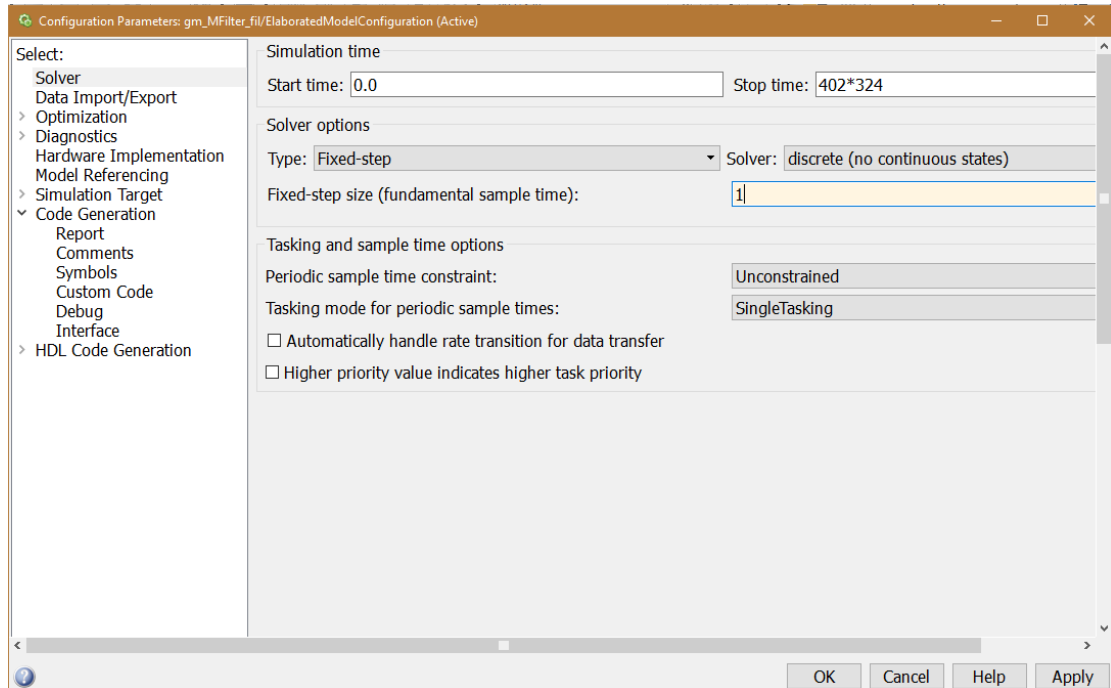 Configuration Parameters: gm_MFilter_fil/ElaboratedModelConfiguration (Active)
Select:
Solver
Data Import/Export
Optimization
Diagnostics
Hardware Implementation
Model Referencing
Simulation Target
Code Generation
Report
Comments
Symbols
Custom Code
Debug
Interface
HDL Code Generation
Simulation time
Start time: 0.0 Stop time: 402*324
Solver options
Type: Fixed-step Solver: discrete (no continuous states)
Fixed-step size (fundamental sample time): 1
Tasking and sample time options
Periodic sample time constraint: Unconstrained
Tasking mode for periodic sample times: SingleTasking
Automatically handle rate transition for data transfer
Higher priority value indicates higher task priority
OK Cancel Help Apply